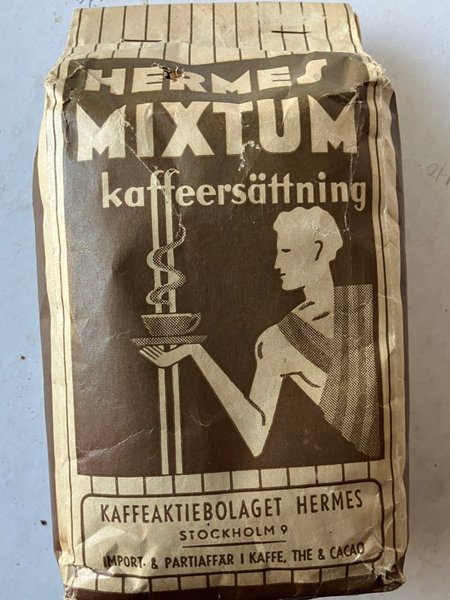 HERMES
MIXTUM
kaffeersättning
KAFFEAKTIEBOLAGET HERMES
STOCKHOLM 9
IMPORT- & PARTIAFFÄR I KAFFE, THE & CACAO